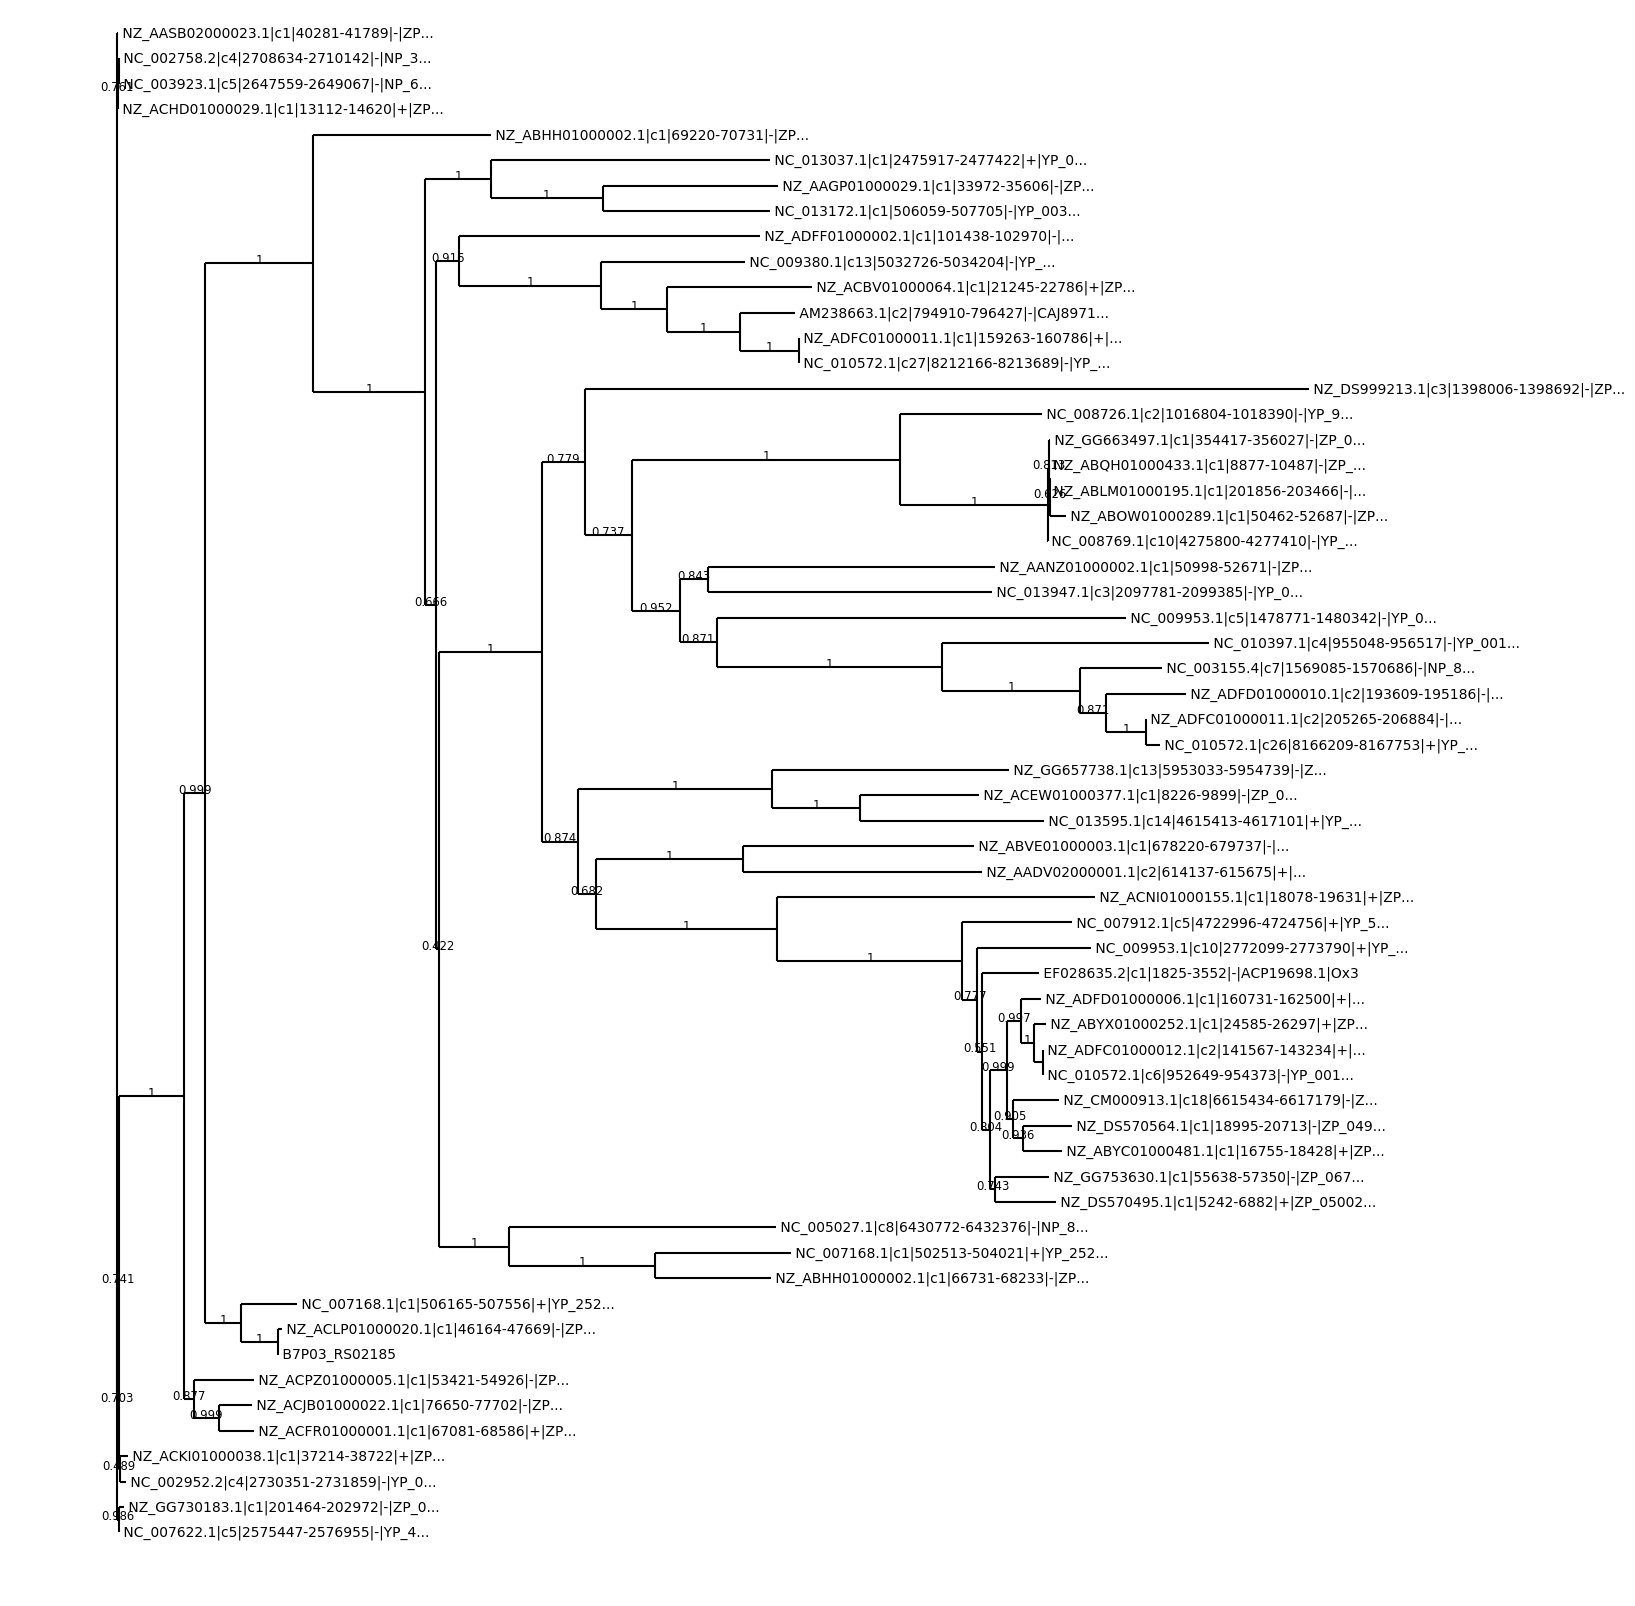 NZ_AASB02000023.1|c1|40281-41789|-|ZP...
NC_002758.2|c4|2708634-2710142|-|NP_3...
NC_003923.1|c5|2647559-2649067|-|NP_6...
NZ_ACHD01000029.1|c1|13112-14620|+|ZP...
NZ_ABHH01000002.1|c1|69220-70731|-|ZP...
NC_013037.1|c1|2475917-2477422|+|YP_0...
1
NZ_AAGP01000029.1|c1|33972-35606|-|ZP...
1
NC_013172.1|c1|506059-507705|-|YP_003...
NZ_ADFF01000002.1|c1|101438-102970|-|...
0.915
1
NC_009380.1|c13|5032726-5034204|-|YP_...
1
NZ_ACBV01000064.1|c1|21245-22786|+|ZP...
1
AM238663.1|c2|794910-796427|-|CAJ8971...
1
NZ_ADFC01000011.1|c1|159263-160786|+|...
1
NC_010572.1|c27|8212166-8213689|-|YP_...
1
NZ_DS999213.1|c3|1398006-1398692|-|ZP...
NC_008726.1|c2|1016804-1018390|-|YP_9...
NZ_GG663497.1|c1|354417-356027|-|ZP_0...
0.779
1
NZ_ABQH01000433.1|c1|8877-10487|-|ZP_...
NZ_ABLM01000195.1|c1|201856-203466|-|...
1
NZ_ABOW01000289.1|c1|50462-52687|-|ZP...
0.737
NC_008769.1|c10|4275800-4277410|-|YP_...
NZ_AANZ01000002.1|c1|50998-52671|-|ZP...
0.843
NC_013947.1|c3|2097781-2099385|-|YP_0...
0.666
0.952
NC_009953.1|c5|1478771-1480342|-|YP_0...
0.871
NC_010397.1|c4|955048-956517|-|YP_001...
1
1
NC_003155.4|c7|1569085-1570686|-|NP_8...
1
NZ_ADFD01000010.1|c2|193609-195186|-|...
0.871
NZ_ADFC01000011.1|c2|205265-206884|-|...
1
NC_010572.1|c26|8166209-8167753|+|YP_...
NZ_GG657738.1|c13|5953033-5954739|-|Z...
0.999
1
NZ_ACEW01000377.1|c1|8226-9899|-|ZP_0...
1
NC_013595.1|c14|4615413-4617101|+|YP_...
0.874
NZ_ABVE01000003.1|c1|678220-679737|-|...
1
NZ_AADV02000001.1|c2|614137-615675|+|...
0.682
NZ_ACNI01000155.1|c1|18078-19631|+|ZP...
1
NC_007912.1|c5|4722996-4724756|+|YP_5...
0.422
NC_009953.1|c10|2772099-2773790|+|YP_...
1
EF028635.2|c1|1825-3552|-|ACP19698.1|Ox3
0.777
NZ_ADFD01000006.1|c1|160731-162500|+|...
0.997
NZ_ABYX01000252.1|c1|24585-26297|+|ZP...
1
0.551
NZ_ADFC01000012.1|c2|141567-143234|+|...
0.999
NC_010572.1|c6|952649-954373|-|YP_001...
1
NZ_CM000913.1|c18|6615434-6617179|-|Z...
0.905
0.804
NZ_DS570564.1|c1|18995-20713|-|ZP_049...
0.936
NZ_ABYC01000481.1|c1|16755-18428|+|ZP...
NZ_GG753630.1|c1|55638-57350|-|ZP_067...
0.743
NZ_DS570495.1|c1|5242-6882|+|ZP_05002...
NC_005027.1|c8|6430772-6432376|-|NP_8...
1
NC_007168.1|c1|502513-504021|+|YP_252...
1
NZ_ABHH01000002.1|c1|66731-68233|-|ZP...
0.741
NC_007168.1|c1|506165-507556|+|YP_252...
1
NZ_ACLP01000020.1|c1|46164-47669|-|ZP...
1
B7P03_RS02185
NZ_ACPZ01000005.1|c1|53421-54926|-|ZP...
0.703
0.877
NZ_ACJB01000022.1|c1|76650-77702|-|ZP...
0.999
NZ_ACFR01000001.1|c1|67081-68586|+|ZP...
NZ_ACKI01000038.1|c1|37214-38722|+|ZP...
0.489
NC_002952.2|c4|2730351-2731859|-|YP_0...
NZ_GG730183.1|c1|201464-202972|-|ZP_0...
0.986
NC_007622.1|c5|2575447-2576955|-|YP_4...